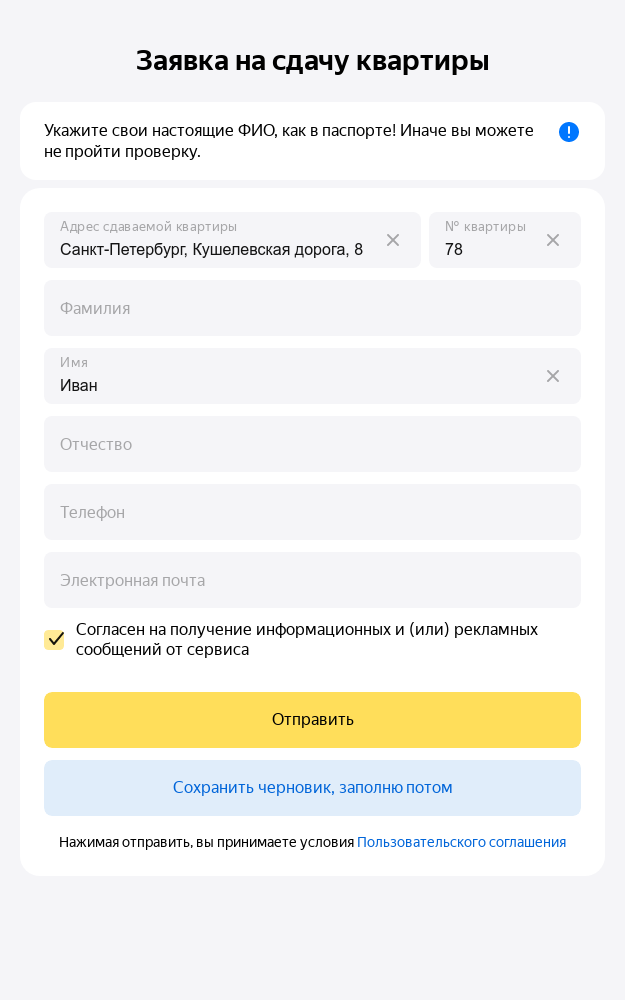 Заявка на сдачу квартиры
Укажите свои настоящие ФИО, как в паспорте! Иначе вы можете
не пройти проверку.
Адрес сдаваемой квартиры
Санкт-Петербург, Кушелевская дорога, 8
№ квартиры
78
Фамилия
Имя
Иван
Отчество
Телефон
Электронная почта
Согласен на получение информационных и (или) рекламных
сообщений от сервиса
Отправить
Сохранить черновик, заполню потом
Нажимая отправить, вы принимаете условия Пользовательского соглашения